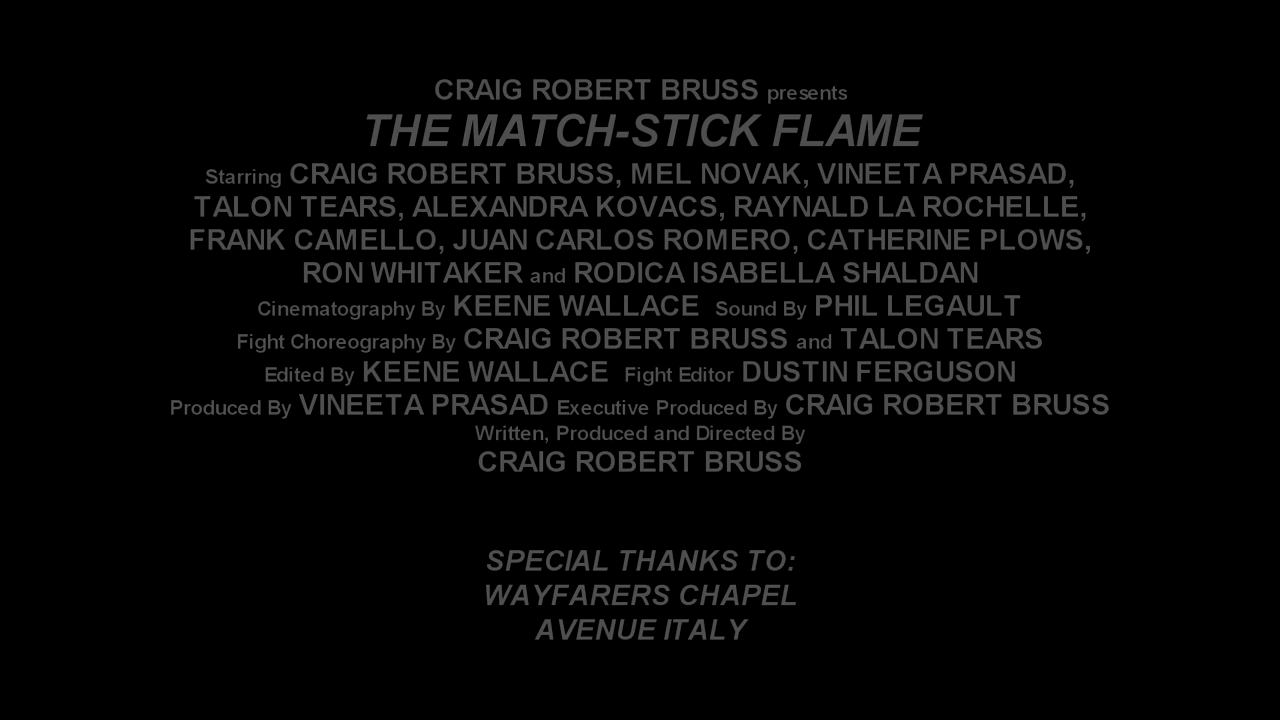 CRAIG ROBERT BRUSS presents
THE MATCH-STICK FLAME
Starring CRAIG ROBERT BRUSS, MEL NOVAK, VINEETA PRASAD,
TALON TEARS, ALEXANDRA KOVACS, RAYNALD LA ROCHELLE,
FRANK CAMELLO, JUAN CARLOS ROMERO, CATHERINE PLOWS,
RON WHITAKER and RODICA ISABELLA SHALDAN
Cinematography By KEENE WALLACE Sound By PHIL LEGAULT
Fight Choreography By CRAIG ROBERT BRUSS and TALON TEARS
Edited By KEENE WALLACE Fight Editor DUSTIN FERGUSON
Produced By VINEETA PRASAD Executive Produced By CRAIG ROBERT BRUSS
Written, Produced and Directed By
CRAIG ROBERT BRUSS
SPECIAL THANKS TO:
WAYFARERS CHAPEL
AVENUE ITALY